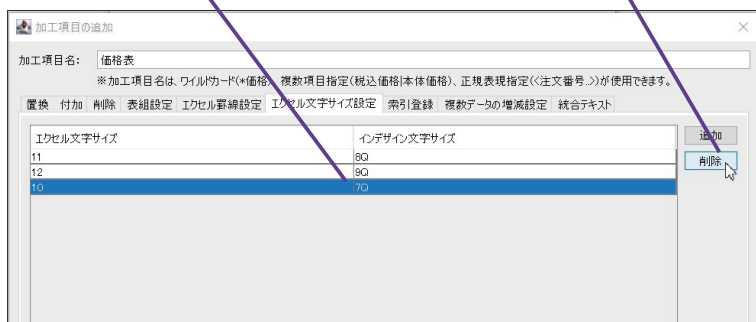 加工項目の追加
加工項目名: 価格表
※加工項目名は、ワイルドカード(*価格)、複数項目指定(税込価格|本体価格)、正規表現指定(<注文番号..>)が使用できます。
置換 付加 削除 表組設定 エクセル罫線設定 エクセル文字サイズ設定 索引登録 複数データの増減設定 統合テキスト
エクセル文字サイズ インデザイン文字サイズ 追加
11 8Q 削除
12 9Q
10 7Q